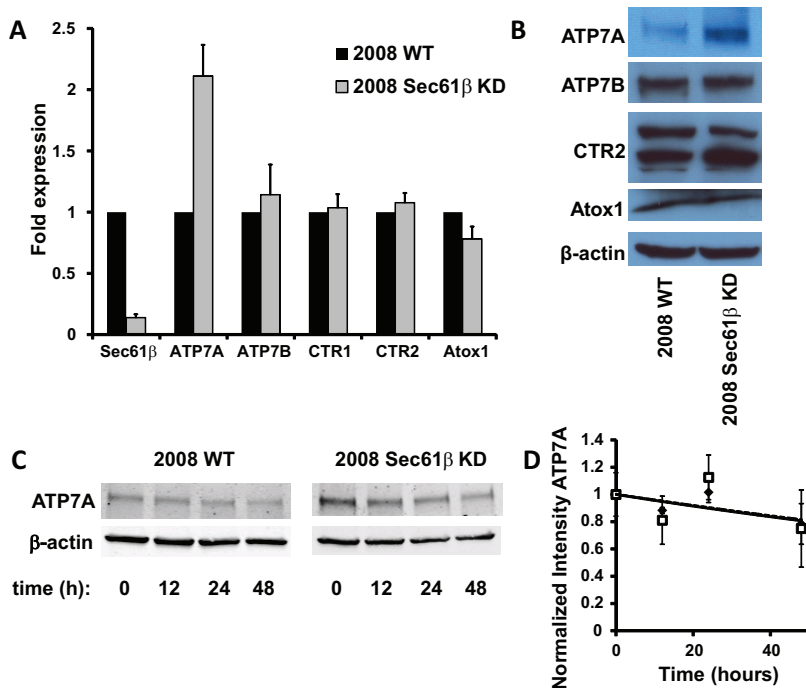 A
2.5
2
1.5
1
0.5
0
Fold expression
2008 WT
2008 Sec61β KD
Sec61β ATP7A ATP7B CTR1 CTR2 Atox1
B
ATP7A
ATP7B
CTR2
Atox1
β-actin
2008 WT
2008 Sec61β KD
C
2008 WT 2008 Sec61β KD
ATP7A
β-actin
time (h): 0 12 24 48 0 12 24 48
D
Normalized Intensity ATP7A
1.4
1.2
1
0.8
0.6
0.4
0.2
0
0 20 40
Time (hours)